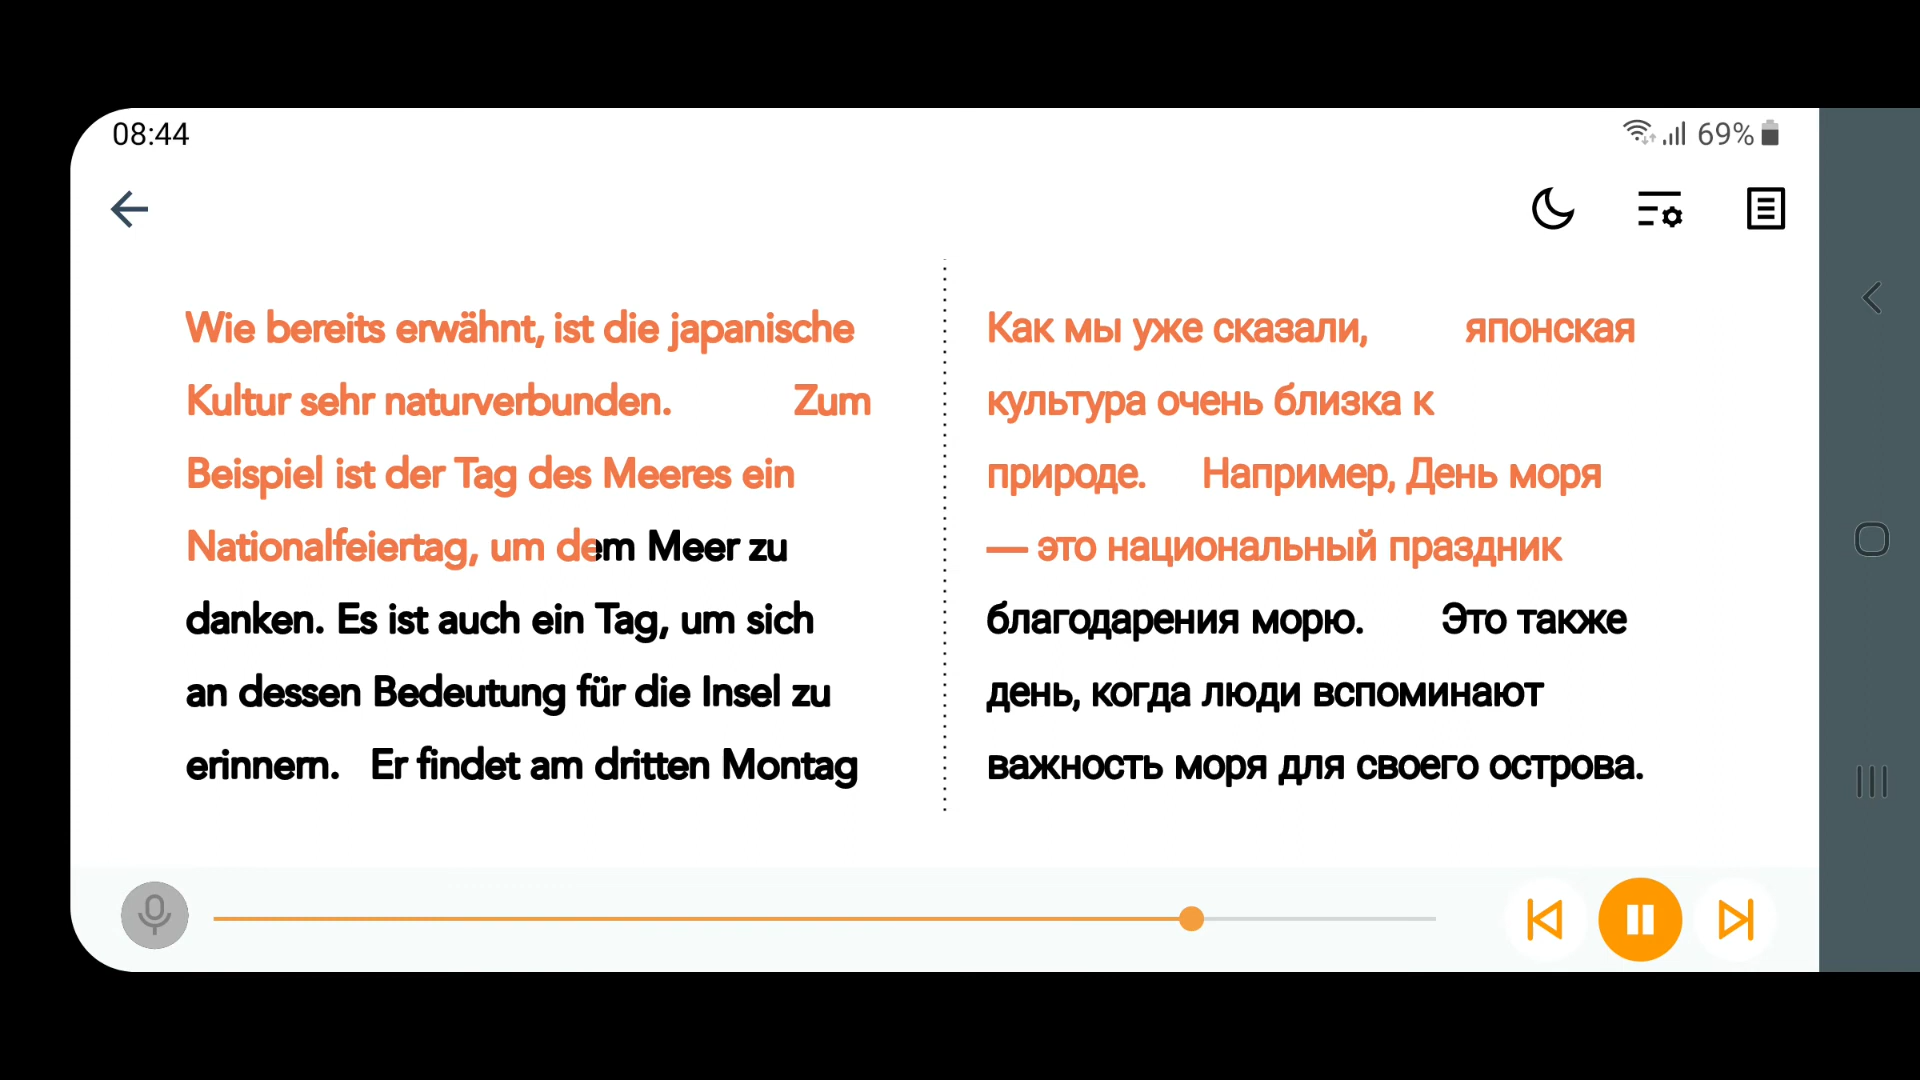 08:44
69%
Wie bereits erwähnt, ist die japanische
Kultur sehr naturverbunden. Zum
Beispiel ist der Tag des Meeres ein
Nationalfeiertag, um dem Meer zu
danken. Es ist auch ein Tag, um sich
an dessen Bedeutung für die Insel zu
erinnern. Er findet am dritten Montag
Как мы уже сказали, японская
культура очень близка к
природе. Например, День моря
— это национальный праздник
благодарения морю. Это также
день, когда люди вспоминают
важность моря для своего острова.